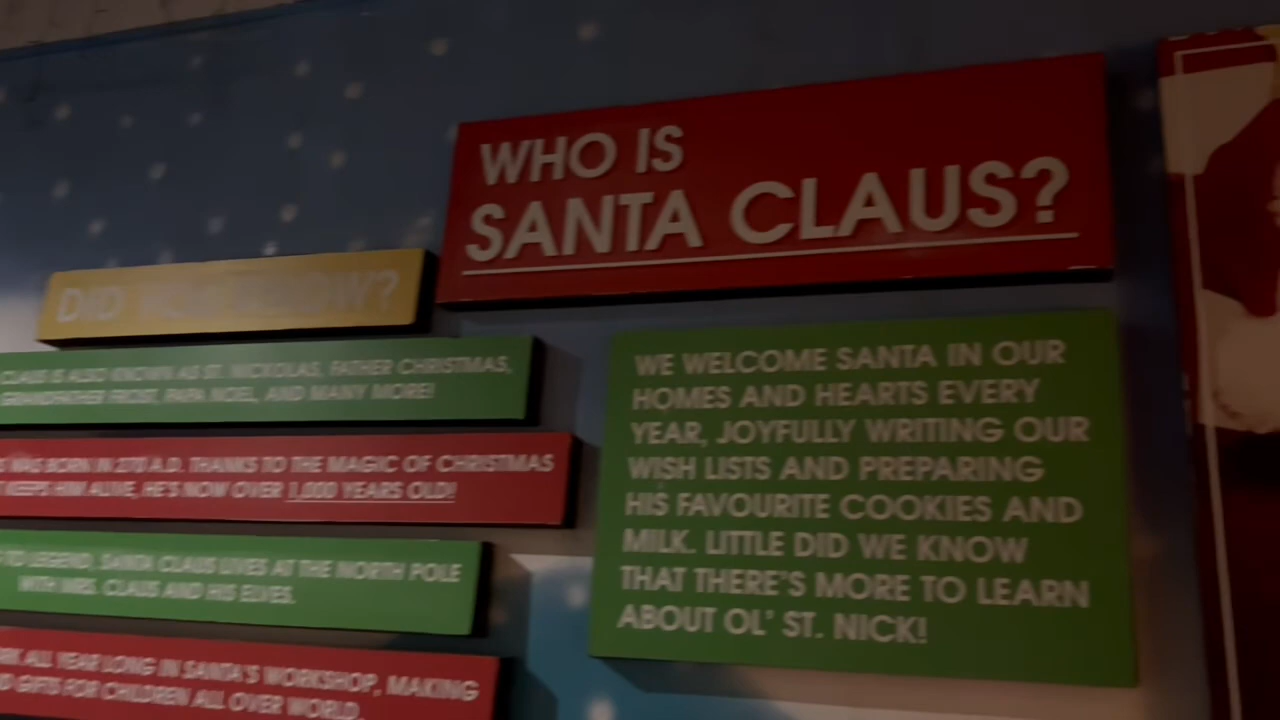 WHO IS
SANTA CLAUS?
DID YOU KNOW?
CLAUS IS ALSO KNOWN AS ST. NICKOLAS, FATHER CHRISTMAS,
GRANDFATHER FROST, PAPA NOEL, AND MANY MORE!
WAS BORN IN 270 A.D. THANKS TO THE MAGIC OF CHRISTMAS
KEEPS HIM ALIVE, HE'S NOW OVER 1,000 YEARS OLD!
TO LEGEND, SANTA CLAUS LIVES AT THE NORTH POLE
WITH MRS. CLAUS AND HIS ELVES.
ALL YEAR LONG IN SANTA'S WORKSHOP, MAKING
GIFTS FOR CHILDREN ALL OVER WORLD.
WE WELCOME SANTA IN OUR
HOMES AND HEARTS EVERY
YEAR, JOYFULLY WRITING OUR
WISH LISTS AND PREPARING
HIS FAVOURITE COOKIES AND
MILK. LITTLE DID WE KNOW
THAT THERE'S MORE TO LEARN
ABOUT OL' ST. NICK!